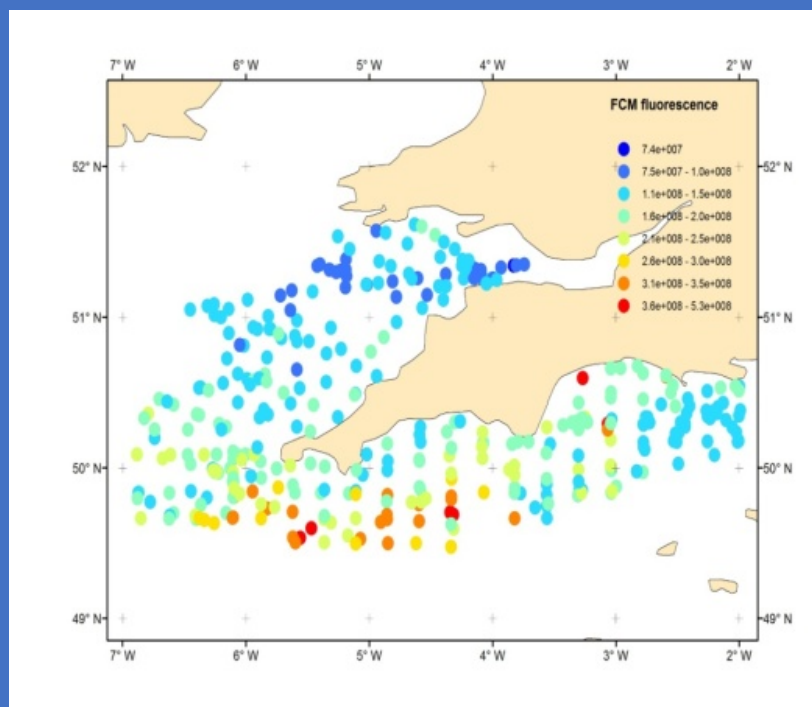 7° W 6° W 5° W 4° W 3° W 2° W
FCM fluorescence
7.4e+007
52° N 52° N
7.5e+007 - 1.0e+008
1.1e+008 - 1.5e+008
1.6e+008 - 2.0e+008
2.1e+008 - 2.5e+008
2.6e+008 - 3.0e+008
3.1e+008 - 3.5e+008
3.6e+008 - 5.3e+008
51° N 51° N
50° N 50° N
49° N 49° N
7° W 6° W 5° W 4° W 3° W 2° W